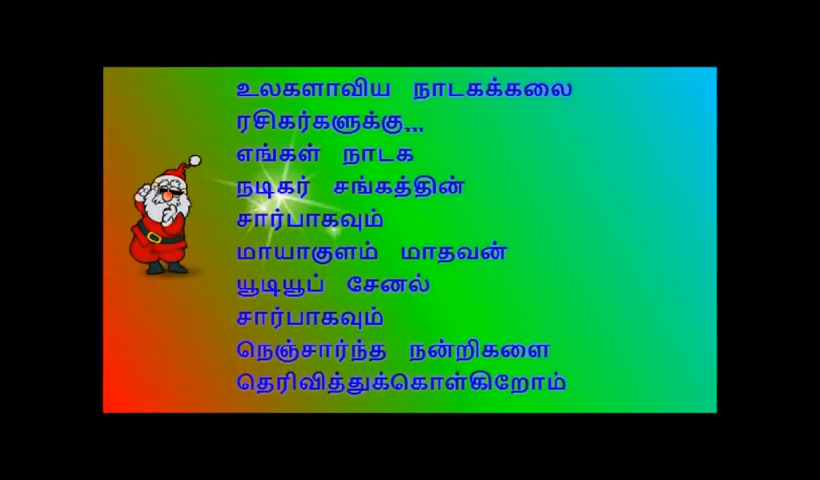 உலகளாவிய நாடகக்கலை
ரசிகர்களுக்கு...
எங்கள் நாடக
நடிகர் சங்கத்தின்
சார்பாகவும்
மாயாகுளம் மாதவன்
யூடியூப் சேனல்
சார்பாகவும்
நெஞ்சார்ந்த நன்றிகளை
தெரிவித்துக்கொள்கிறோம்